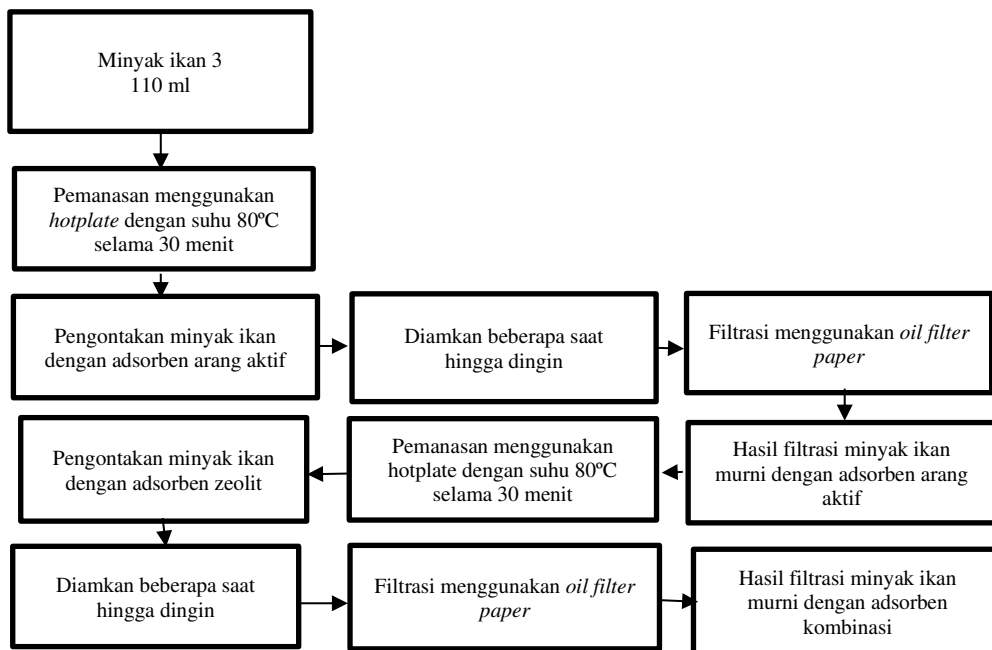 Minyak ikan 3
110 ml
Pemanasan menggunakan
hotplate dengan suhu 80ºC
selama 30 menit
Pengontakan minyak ikan
dengan adsorben arang aktif
Diamkan beberapa saat
hingga dingin
Filtrasi menggunakan oil filter
paper
Hasil filtrasi minyak ikan
murni dengan adsorben arang
aktif
Pemanasan menggunakan
hotplate dengan suhu 80ºC
selama 30 menit
Pengontakan minyak ikan
dengan adsorben zeolit
Diamkan beberapa saat
hingga dingin
Filtrasi menggunakan oil filter
paper
Hasil filtrasi minyak ikan
murni dengan adsorben
kombinasi